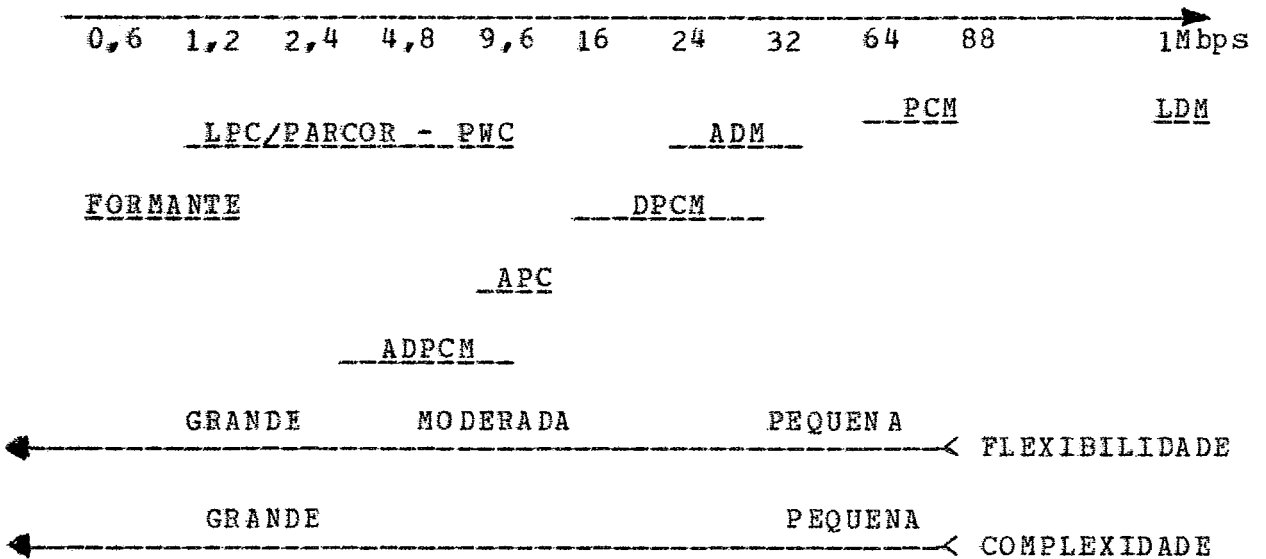 0,6 1,2 2,4 4,8 9,6 16 24 32 64 88 1Mbps
PCM LDM
LPC/PARCOR - PWC ADM
FORMANTE DPCM
APC
ADPCM
GRANDE MODERADA PEQUENA
FLEXIBILIDADE
GRANDE PEQUENA
COMPLEXIDADE